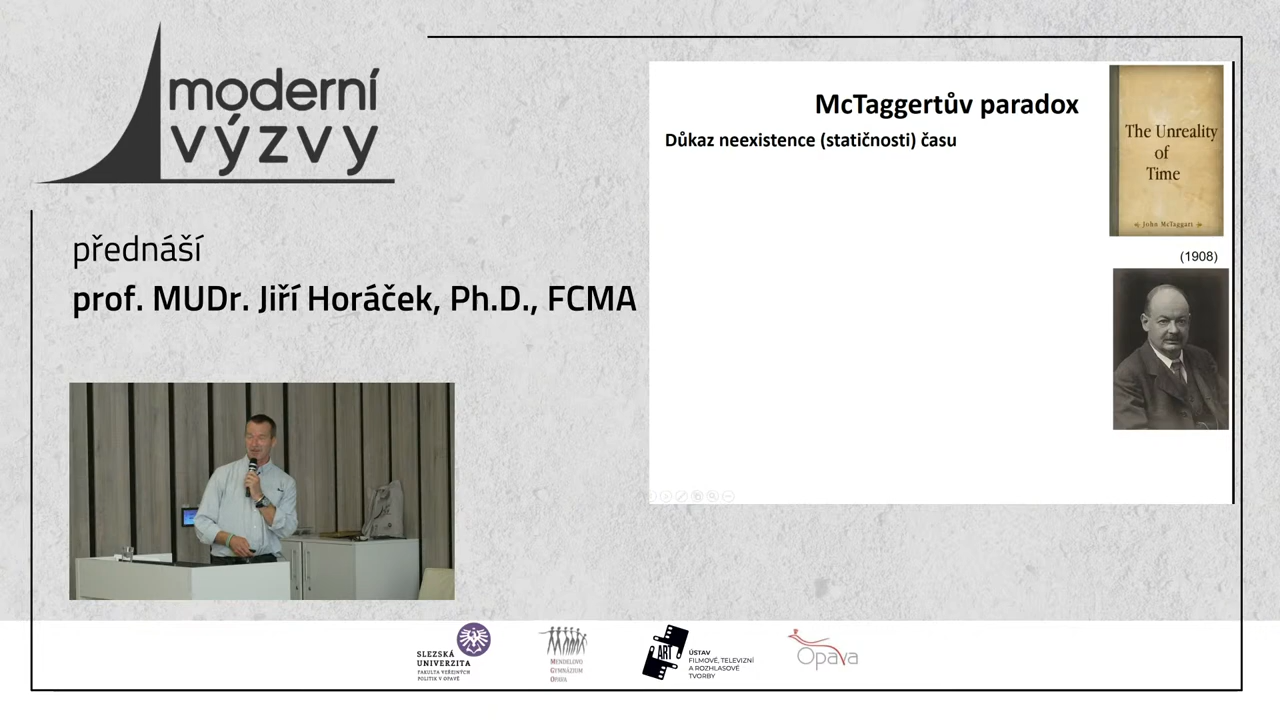 moderní
výzvy
přednáší
prof. MUDr. Jiří Horáček, Ph.D., FCMA
McTaggertův paradox
Důkaz neexistence (statičnosti) času
The Unreality
of
Time
John McTaggart
(1908)
SLEZSKÁ
UNIVERZITA
FAKULTA VEŘEJNÝCH
POLITIK V OPAVĚ
MENDELOVO
GYMNÁZIUM
OPAVA
ART
ÚSTAV
FILMOVÉ, TELEVIZNÍ
A ROZHLASOVÉ
TVORBY
Opava